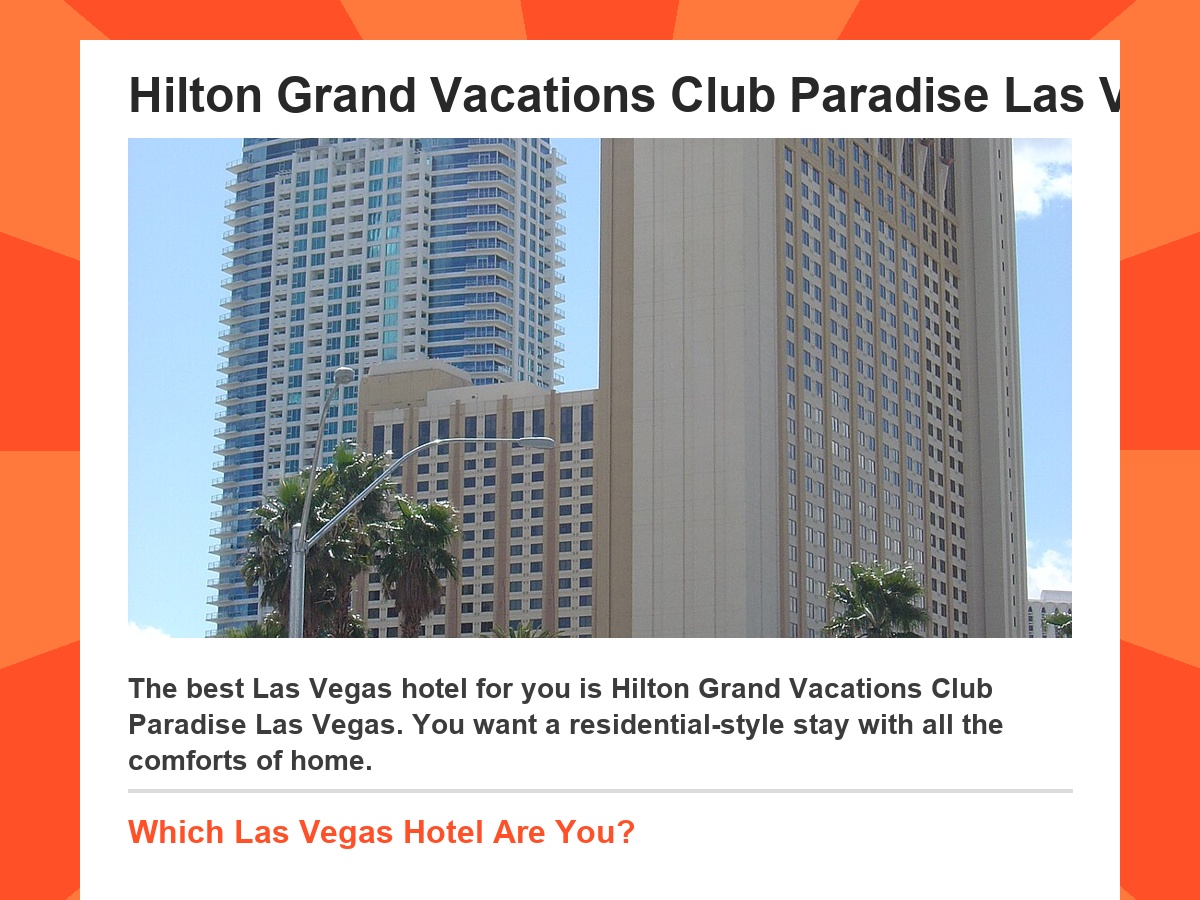 Hilton Grand Vacations Club Paradise Las V
The best Las Vegas hotel for you is Hilton Grand Vacations Club
Paradise Las Vegas. You want a residential-style stay with all the
comforts of home.
Which Las Vegas Hotel Are You?